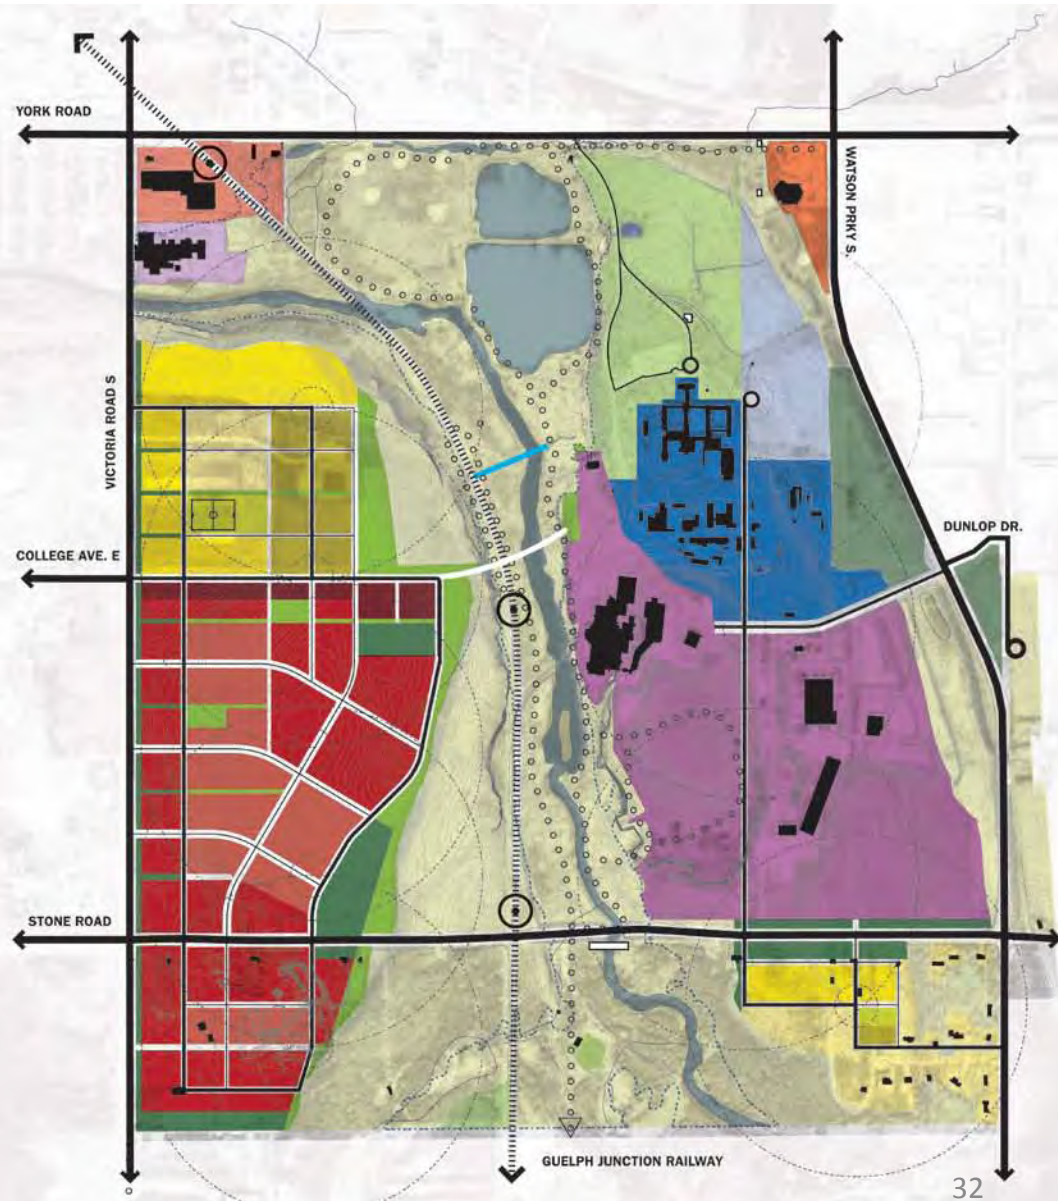 YORK ROAD
WATSON PRKY S.
VICTORIA ROAD S
DUNLOP DR.
COLLEGE AVE. E
STONE ROAD
GUELPH JUNCTION RAILWAY
32